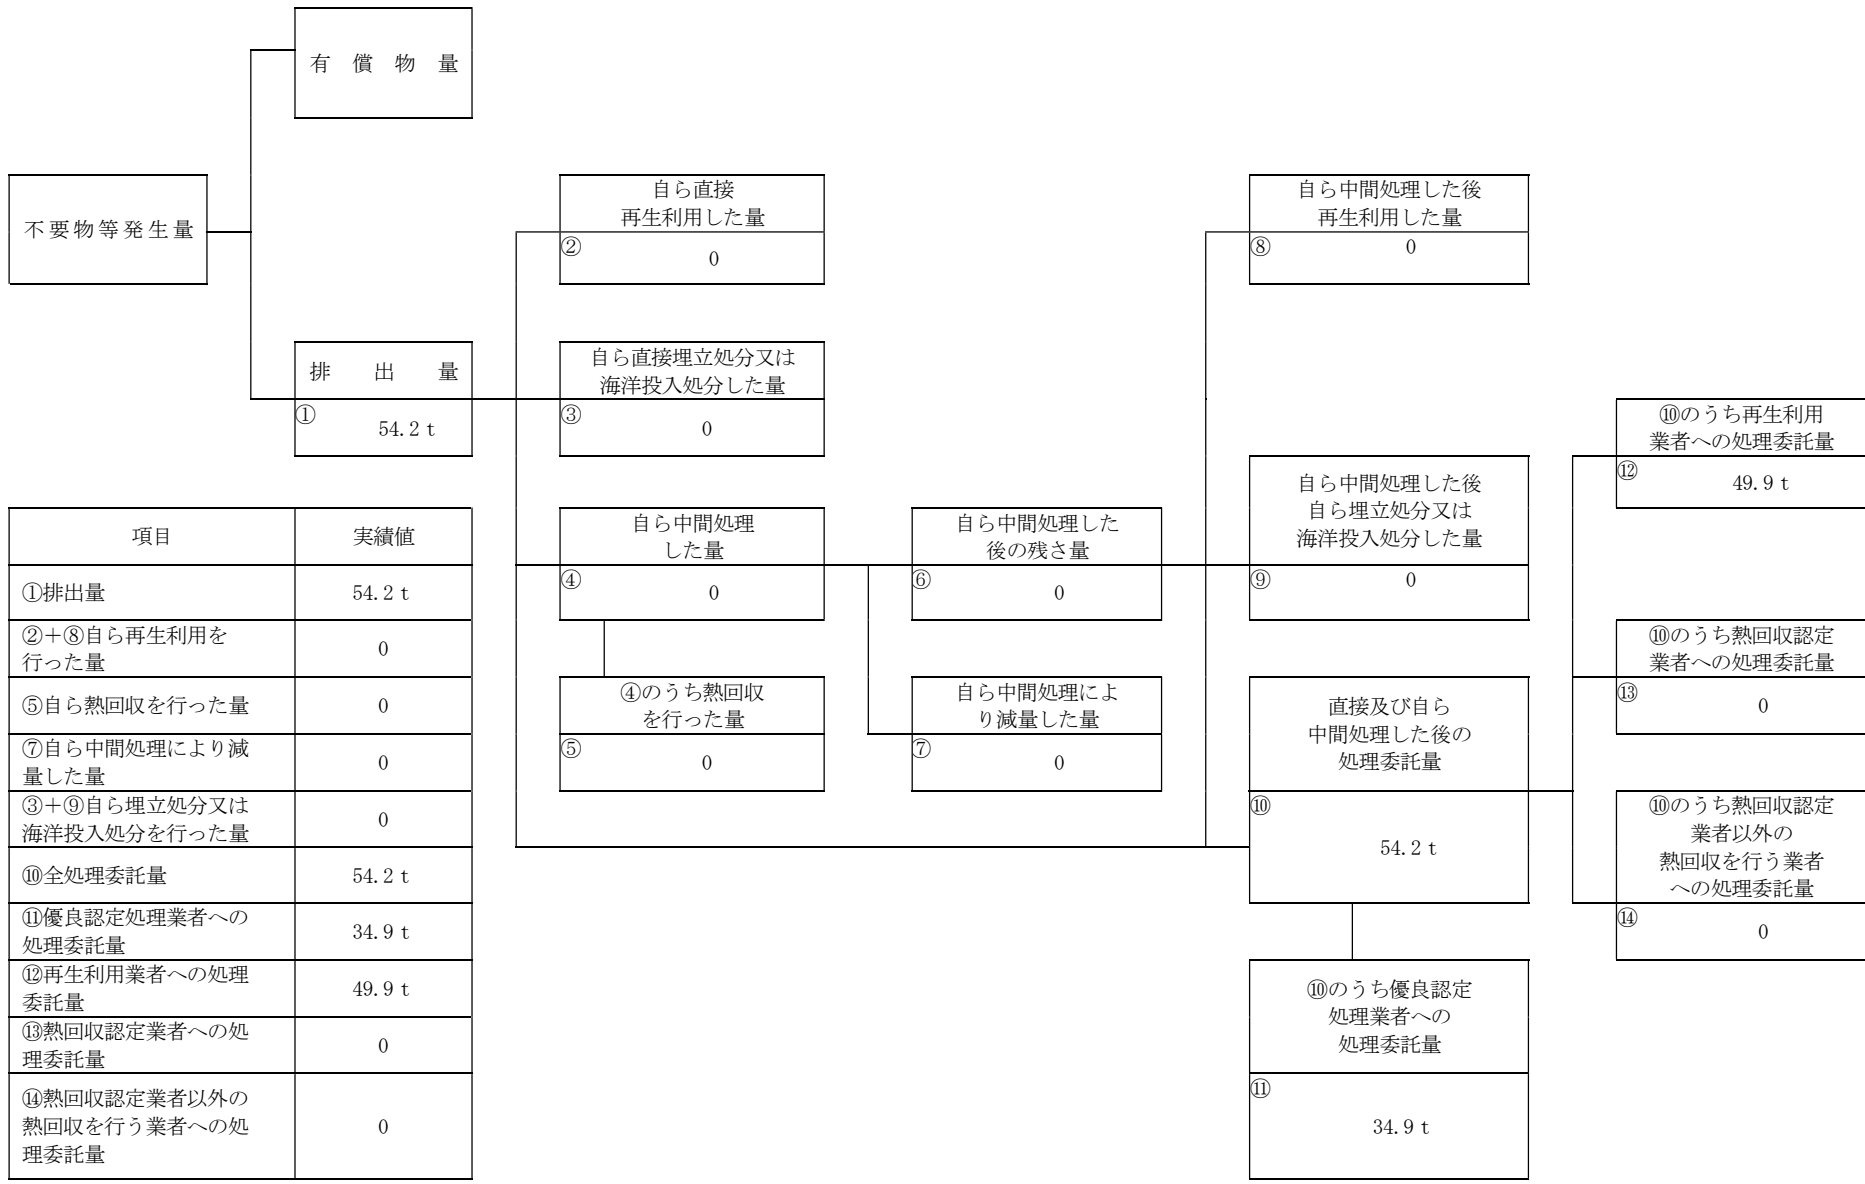 有償物量
不要物等発生量
排出量
①
54.2 t
自ら直接
再生利用した量
②
0
自ら直接埋立処分又は
海洋投入処分した量
③
0
自ら中間処理
した量
④
0
④のうち熱回収
を行った量
⑤
0
自ら中間処理した
後の残さ量
⑥
0
自ら中間処理によ
り減量した量
⑦
0
自ら中間処理した後
再生利用した量
⑧
0
自ら中間処理した後
自ら埋立処分又は
海洋投入処分した量
⑨
0
直接及び自ら
中間処理した後の
処理委託量
⑩
54.2 t
⑩のうち優良認定
処理業者への
処理委託量
⑪
34.9 t
⑩のうち再生利用
業者への処理委託量
⑫
49.9 t
⑩のうち熱回収認定
業者への処理委託量
⑬
0
⑩のうち熱回収認定
業者以外の
熱回収を行う業者
への処理委託量
⑭
0
項目 実績値
①排出量 54.2 t
②＋⑧自ら再生利用を
行った量
0
⑤自ら熱回収を行った量 0
⑦自ら中間処理により減
量した量
0
③＋⑨自ら埋立処分又は
海洋投入処分を行った量
0
⑩全処理委託量 54.2 t
⑪優良認定処理業者への
処理委託量
34.9 t
⑫再生利用業者への処理
委託量
49.9 t
⑬熱回収認定業者への処
理委託量
0
⑭熱回収認定業者以外の
熱回収を行う業者への処
理委託量
0